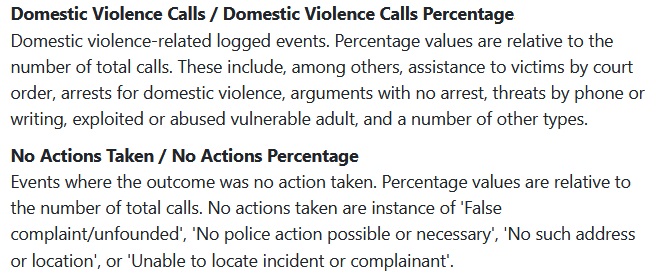 Domestic Violence Calls / Domestic Violence Calls Percentage
Domestic violence-related logged events. Percentage values are relative to the
number of total calls. These include, among others, assistance to victims by court
order, arrests for domestic violence, arguments with no arrest, threats by phone or
writing, exploited or abused vulnerable adult, and a number of other types.
No Actions Taken / No Actions Percentage
Events where the outcome was no action taken. Percentage values are relative to
the number of total calls. No actions taken are instance of 'False
complaint/unfounded', 'No police action possible or necessary', 'No such address
or location', or 'Unable to locate incident or complainant'.